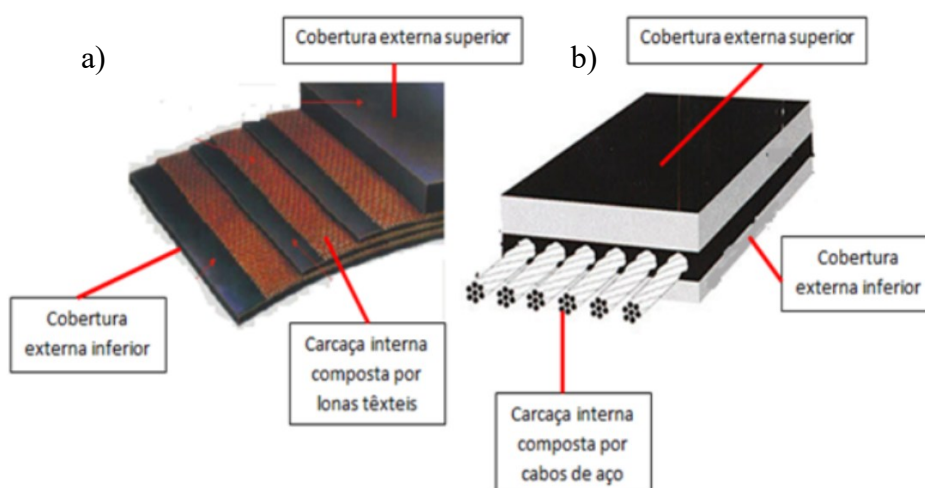 Cobertura externa superior
a)
Cobertura
externa inferior
Carcaça interna
composta por
lonas têxteis
Cobertura externa superior
b)
Cobertura
externa inferior
Carcaça interna
composta por
cabos de aço